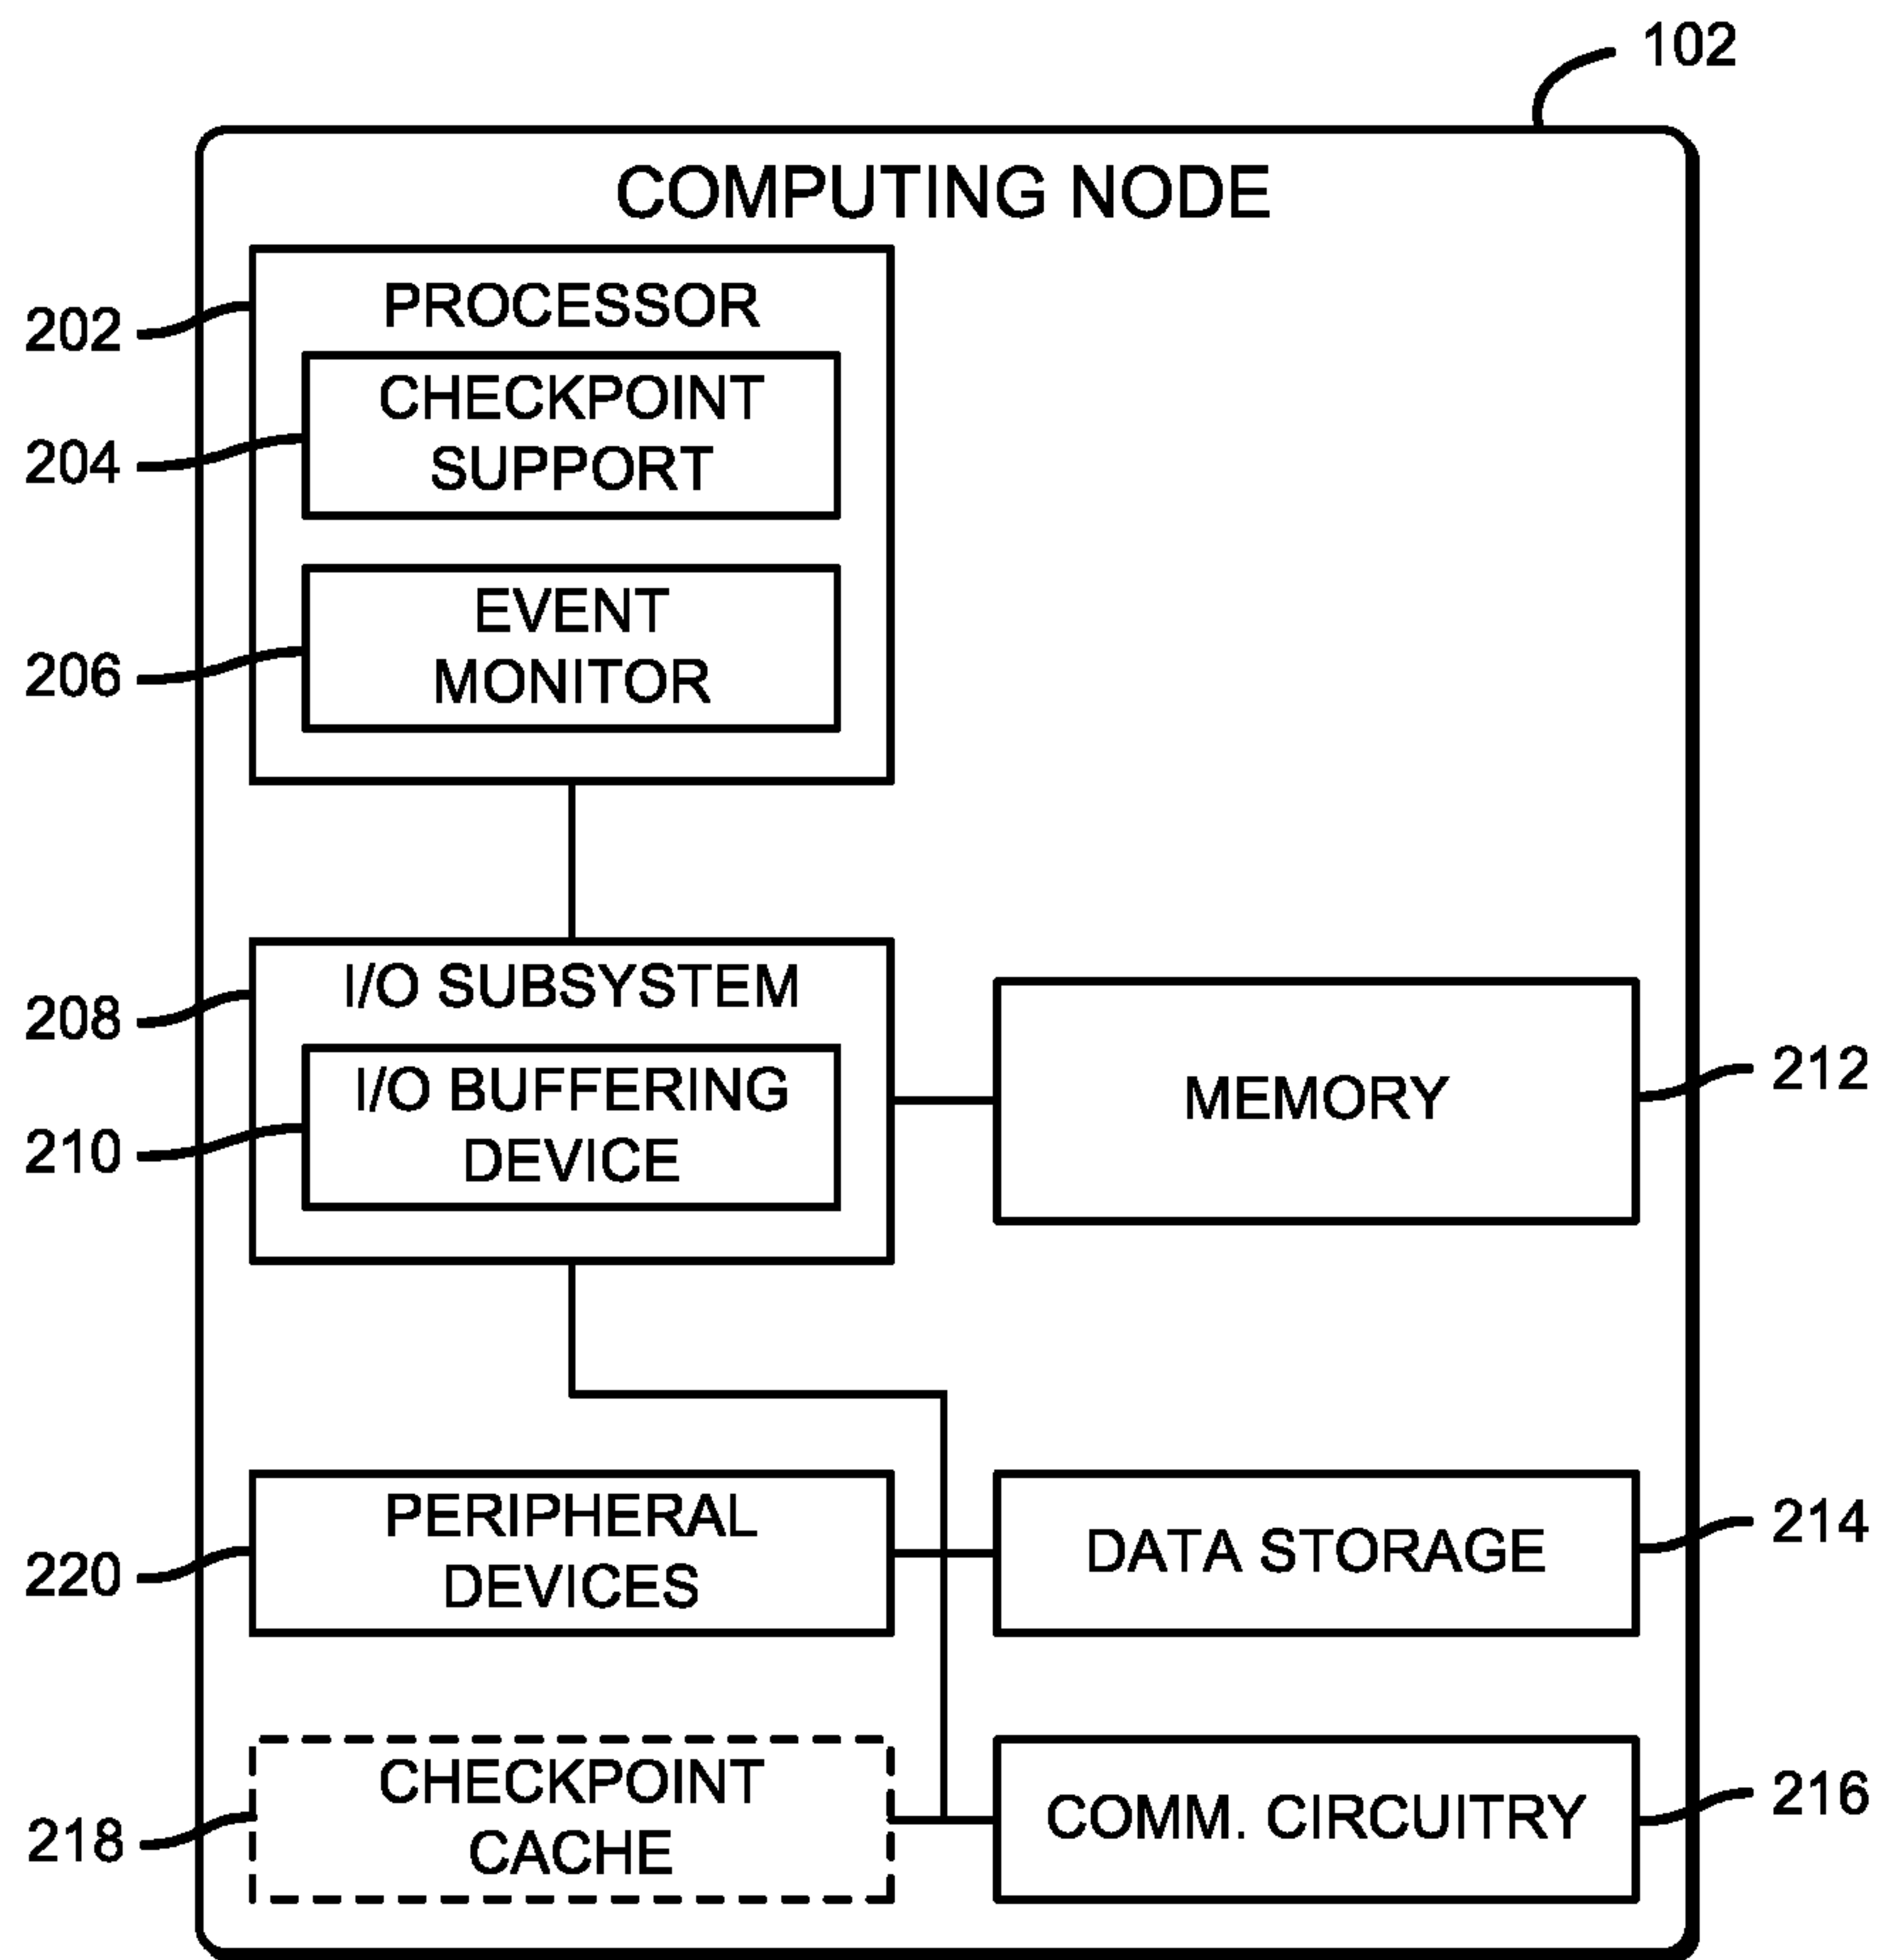 102
COMPUTING NODE
202
PROCESSOR
204
CHECKPOINT
SUPPORT
206
EVENT
MONITOR
208
I/O SUBSYSTEM
210
I/O BUFFERING
DEVICE
MEMORY
212
220
PERIPHERAL
DEVICES
DATA STORAGE
214
218
CHECKPOINT
CACHE
COMM. CIRCUITRY
216